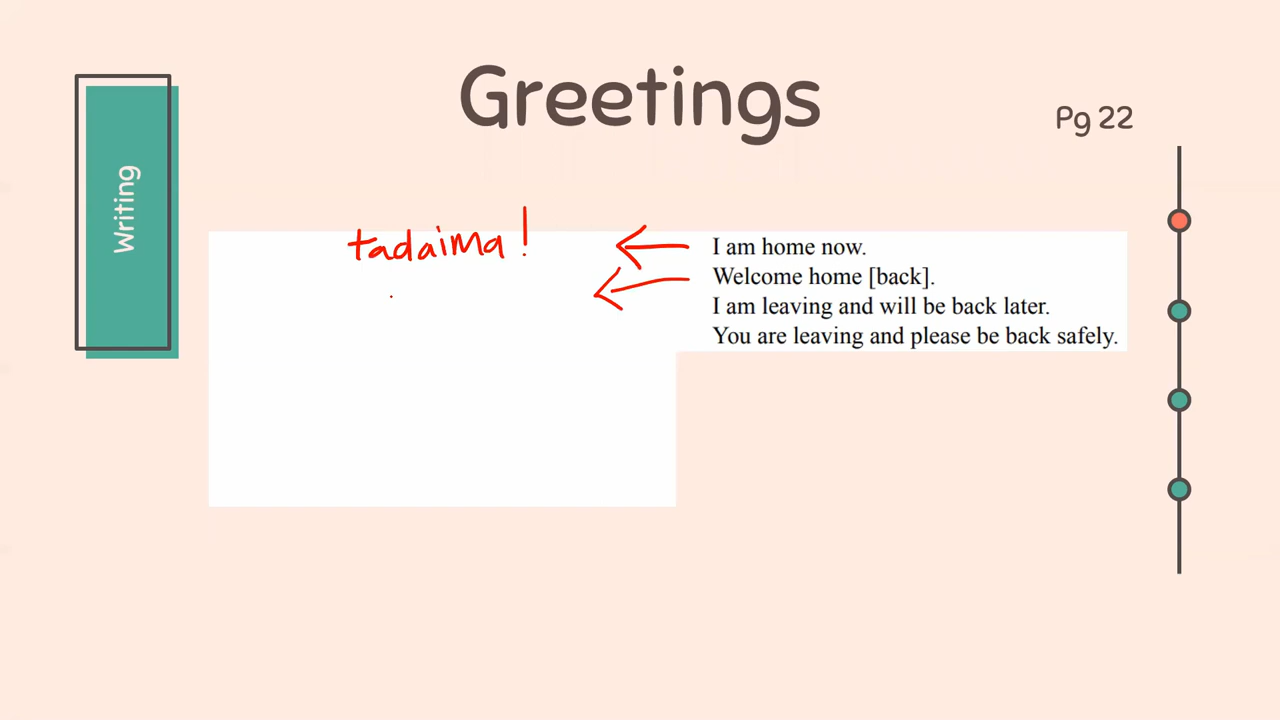 Greetings
Pg 22
Writing
tadaima!
I am home now.
Welcome home [back].
I am leaving and will be back later.
You are leaving and please be back safely.